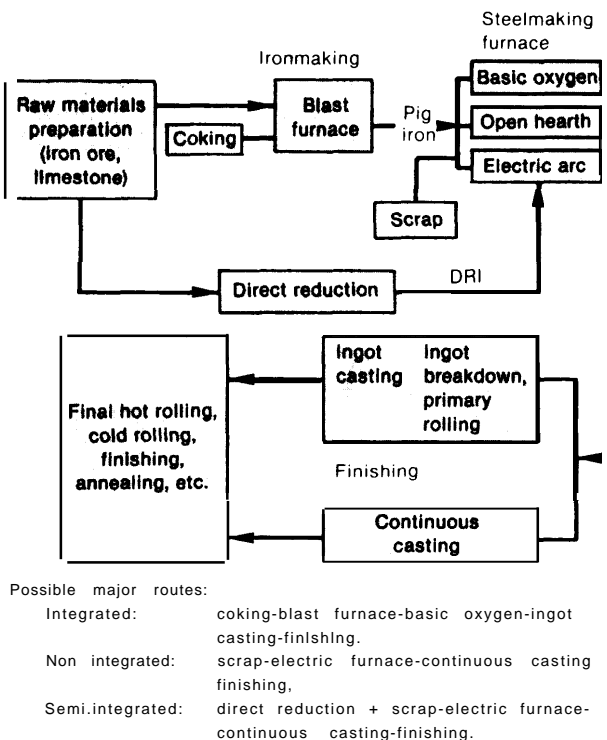 Steelmaking
furnace
Ironmaking
Basic oxygen
Raw materials
preparation
(iron ore,
limestone)
Blast
furnace
Coking
Pig
iron
Open hearth
Electric arc
Scrap
Direct reduction
DRI
Ingot
casting
Ingot
breakdown,
primary
rolling
Final hot rolling,
cold rolling,
finishing,
annealing, etc.
Finishing
Continuous
casting
Possible major routes:
Integrated: coking-blast furnace-basic oxygen-ingot
casting-finlshlng.
Non integrated: scrap-electric furnace-continuous casting
finishing,
Semi.integrated: direct reduction + scrap-electric furnace-
continuous casting-finishing.